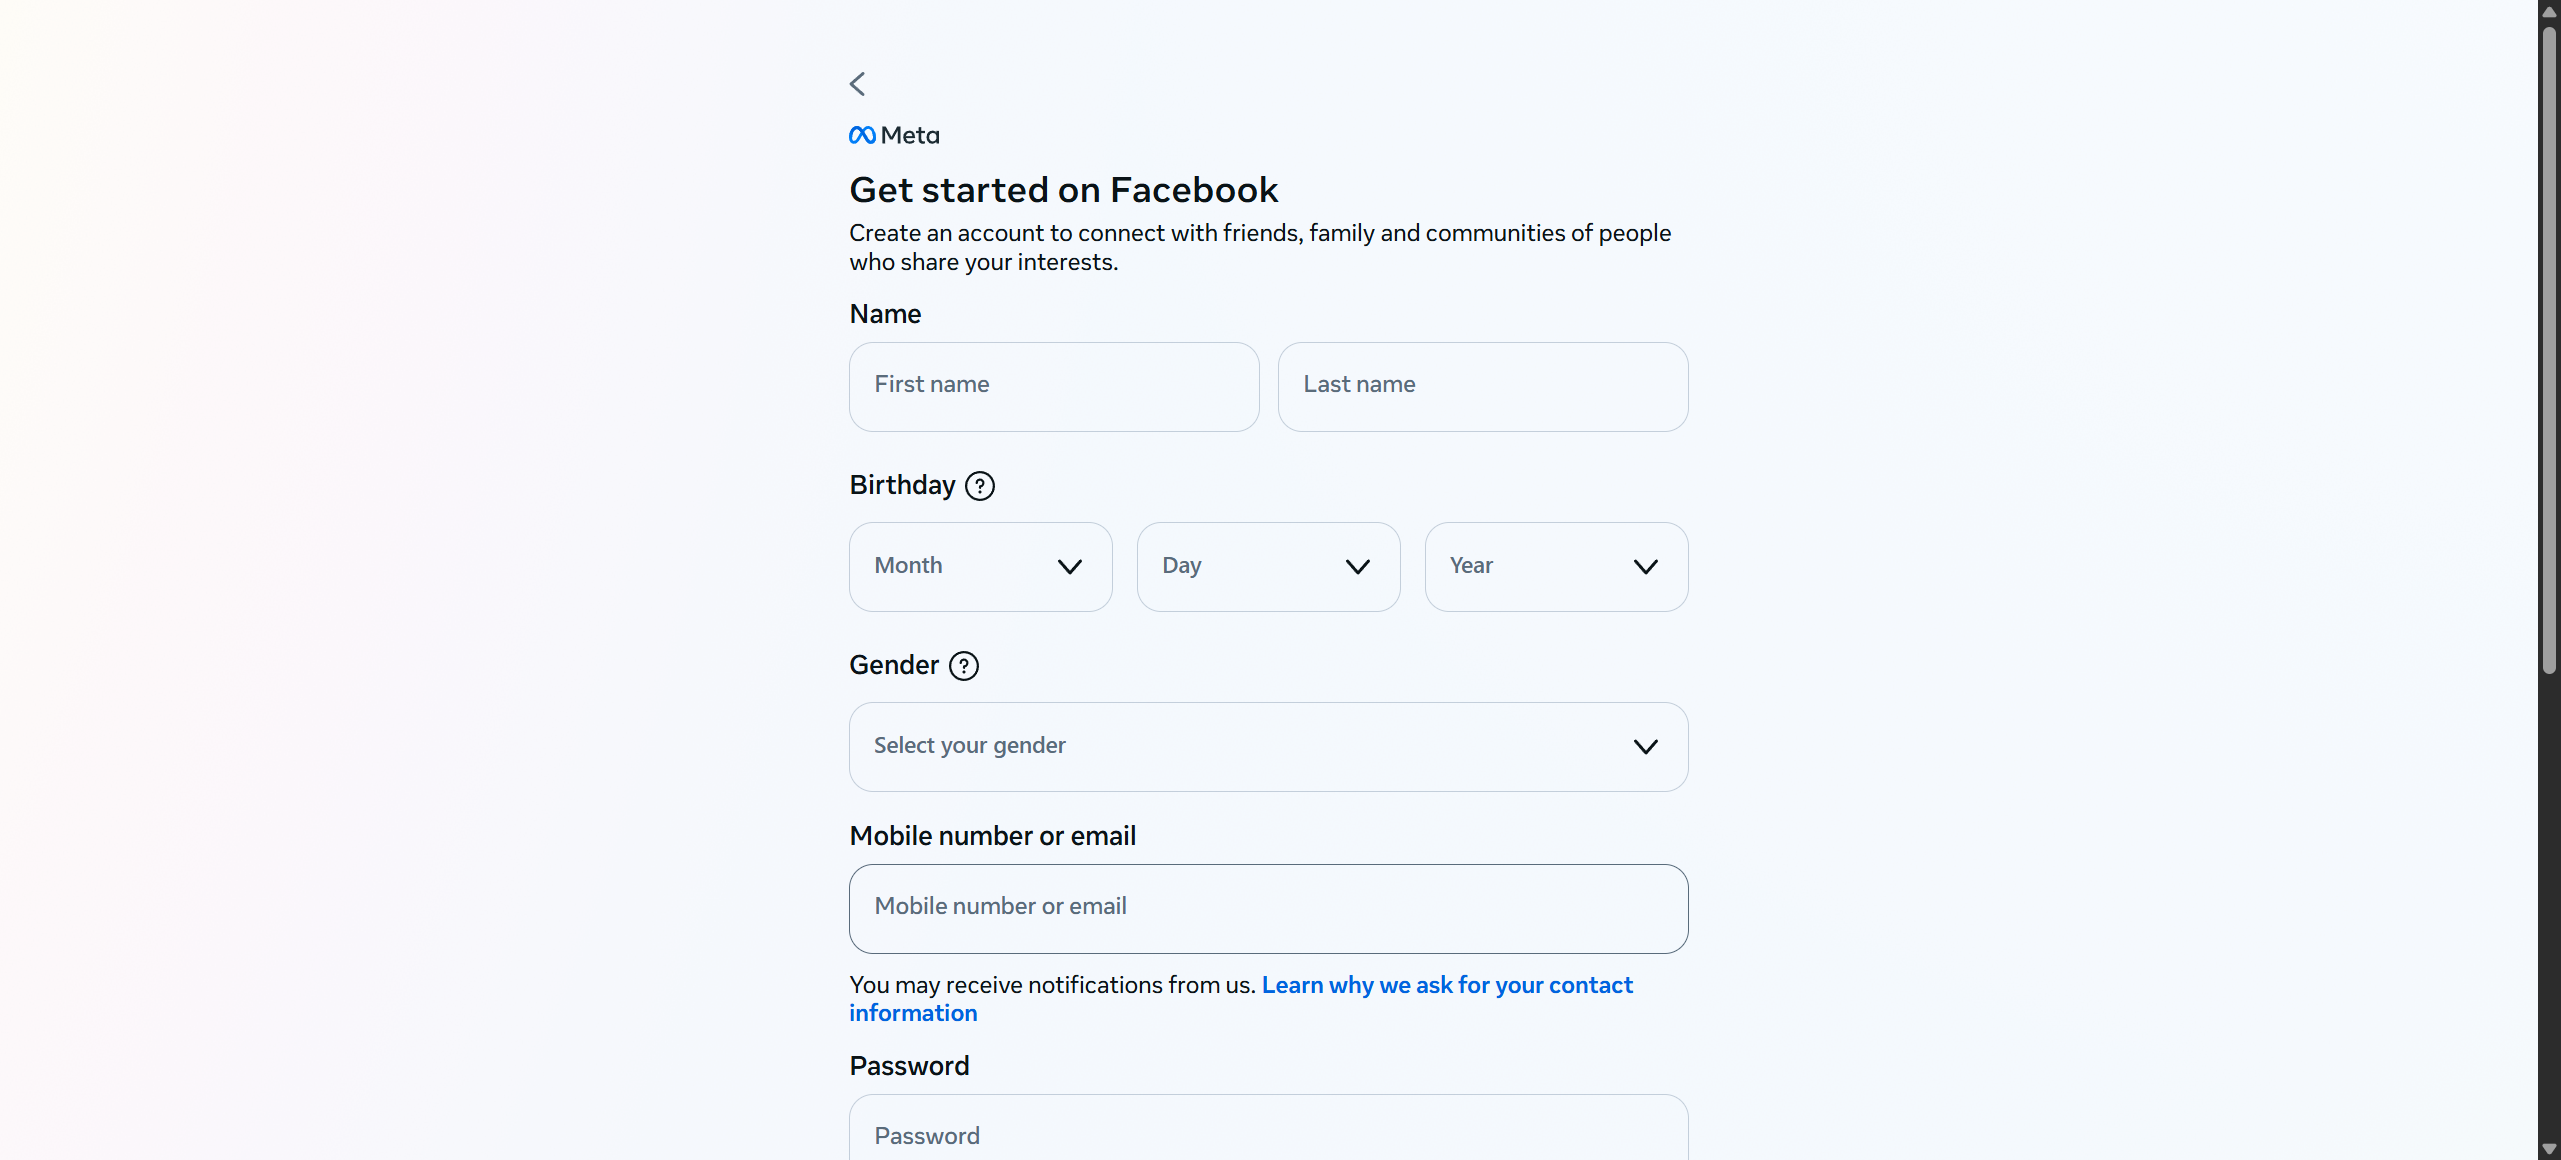 Meta
Get started on Facebook
Create an account to connect with friends, family and communities of people
who share your interests.
Name
First name
Last name
Birthday
Month
Day
Year
Gender
Select your gender
Mobile number or email
Mobile number or email
You may receive notifications from us. Learn why we ask for your contact
information
Password
Password